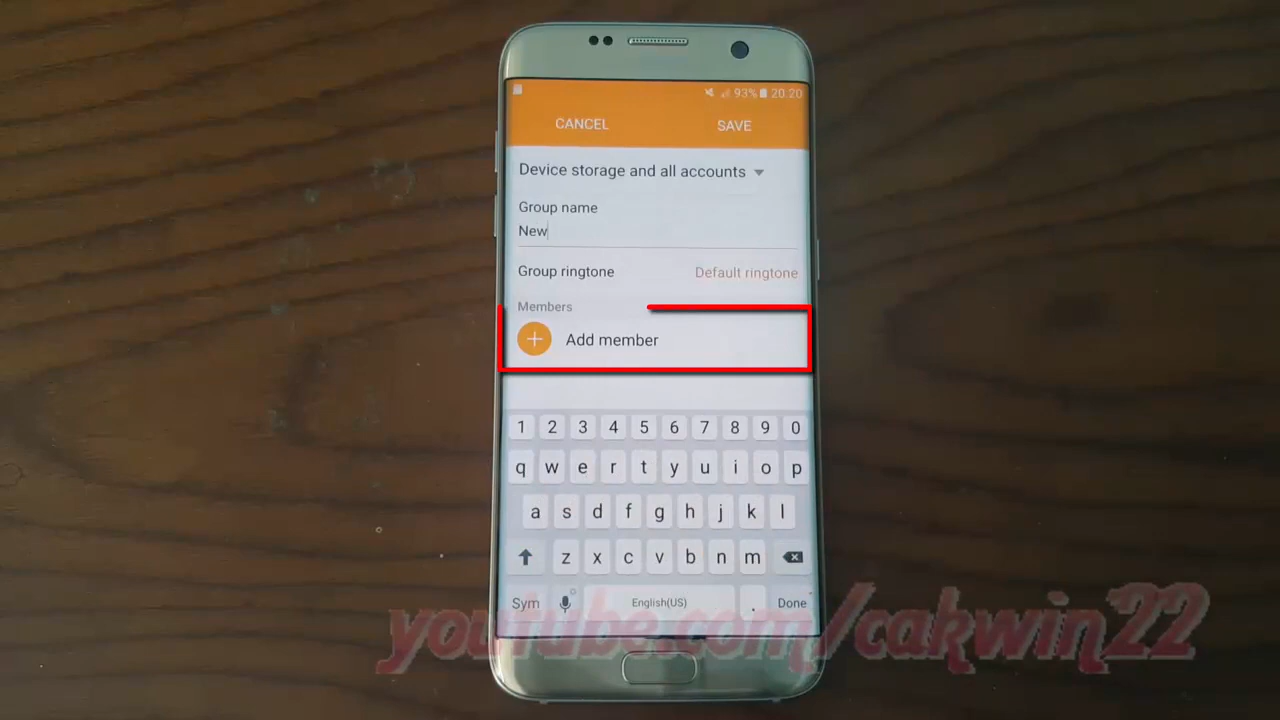 93% 20:20
CANCEL SAVE
Device storage and all accounts
Group name
New
Group ringtone Default ringtone
Members
Add member
1 2 3 4 5 6 7 8 9 0
q w e r t y u i o p
a s d f g h j k l
z x c v b n m
Sym English(US) . Done
youtube.com/cakwin22